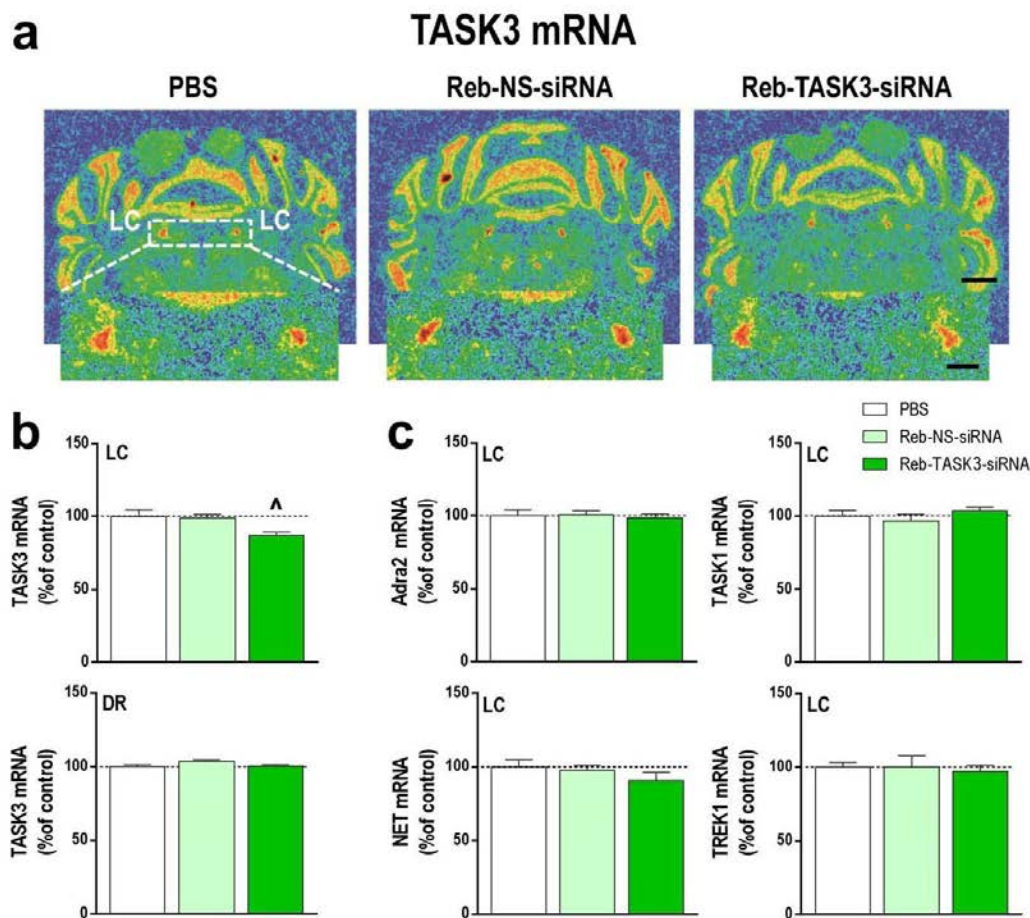 a
TASK3 mRNA
PBS
Reb-NS-siRNA
Reb-TASK3-siRNA
LC
LC
b
LC
TASK3 mRNA
(%of control)
150
100
50
0
^
DR
TASK3 mRNA
(%of control)
150
100
50
0
c
PBS
Reb-NS-siRNA
Reb-TASK3-siRNA
LC
Adra2 mRNA
(%of control)
150
100
50
0
LC
TASK1 mRNA
(%of control)
150
100
50
0
LC
NET mRNA
(%of control)
150
100
50
0
LC
TREK1 mRNA
(%of control)
150
100
50
0